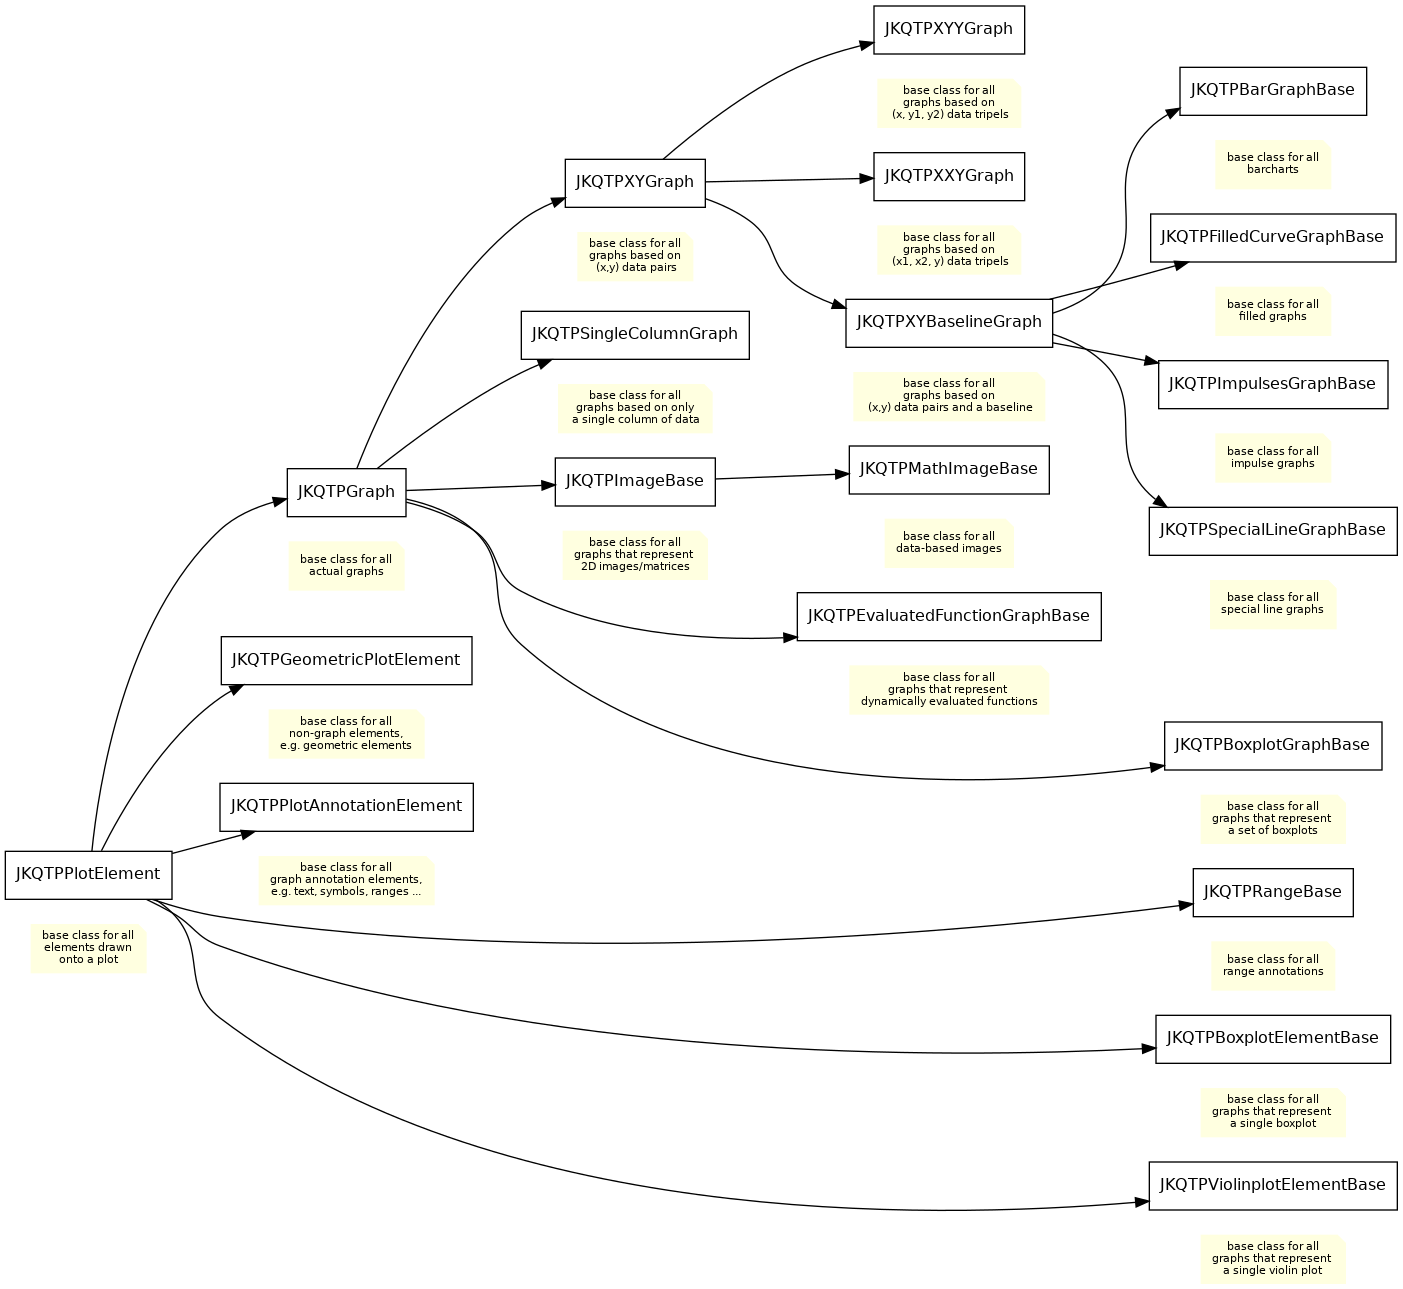 JKQTPXYYGraph
base class for all
graphs based on
(x, y1, y2) data tripels
JKQTPBarGraphBase
base class for all
barcharts
JKQTPXYGraph
base class for all
graphs based on
(x,y) data pairs
JKQTPXXYGraph
base class for all
graphs based on
(x1, x2, y) data tripels
JKQTPFilledCurveGraphBase
base class for all
filled graphs
JKQTPSingleColumnGraph
base class for all
graphs based on only
a single column of data
JKQTPXYBaselineGraph
base class for all
graphs based on
(x,y) data pairs and a baseline
JKQTPImpulsesGraphBase
base class for all
impulse graphs
JKQTPGraph
base class for all
actual graphs
JKQTPImageBase
base class for all
graphs that represent
2D images/matrices
JKQTPMathImageBase
base class for all
data-based images
JKQTPSpecialLineGraphBase
base class for all
special line graphs
JKQTPEvaluatedFunctionGraphBase
base class for all
graphs that represent
dynamically evaluated functions
JKQTPGeometricPlotElement
base class for all
non-graph elements,
e.g. geometric elements
JKQTPBoxplotGraphBase
base class for all
graphs that represent
a set of boxplots
JKQTPPlotAnnotationElement
base class for all
graph annotation elements,
e.g. text, symbols, ranges ...
JKQTPPlotElement
base class for all
elements drawn
onto a plot
JKQTPRangeBase
base class for all
range annotations
JKQTPBoxplotElementBase
base class for all
graphs that represent
a single boxplot
JKQTPViolinplotElementBase
base class for all
graphs that represent
a single violin plot